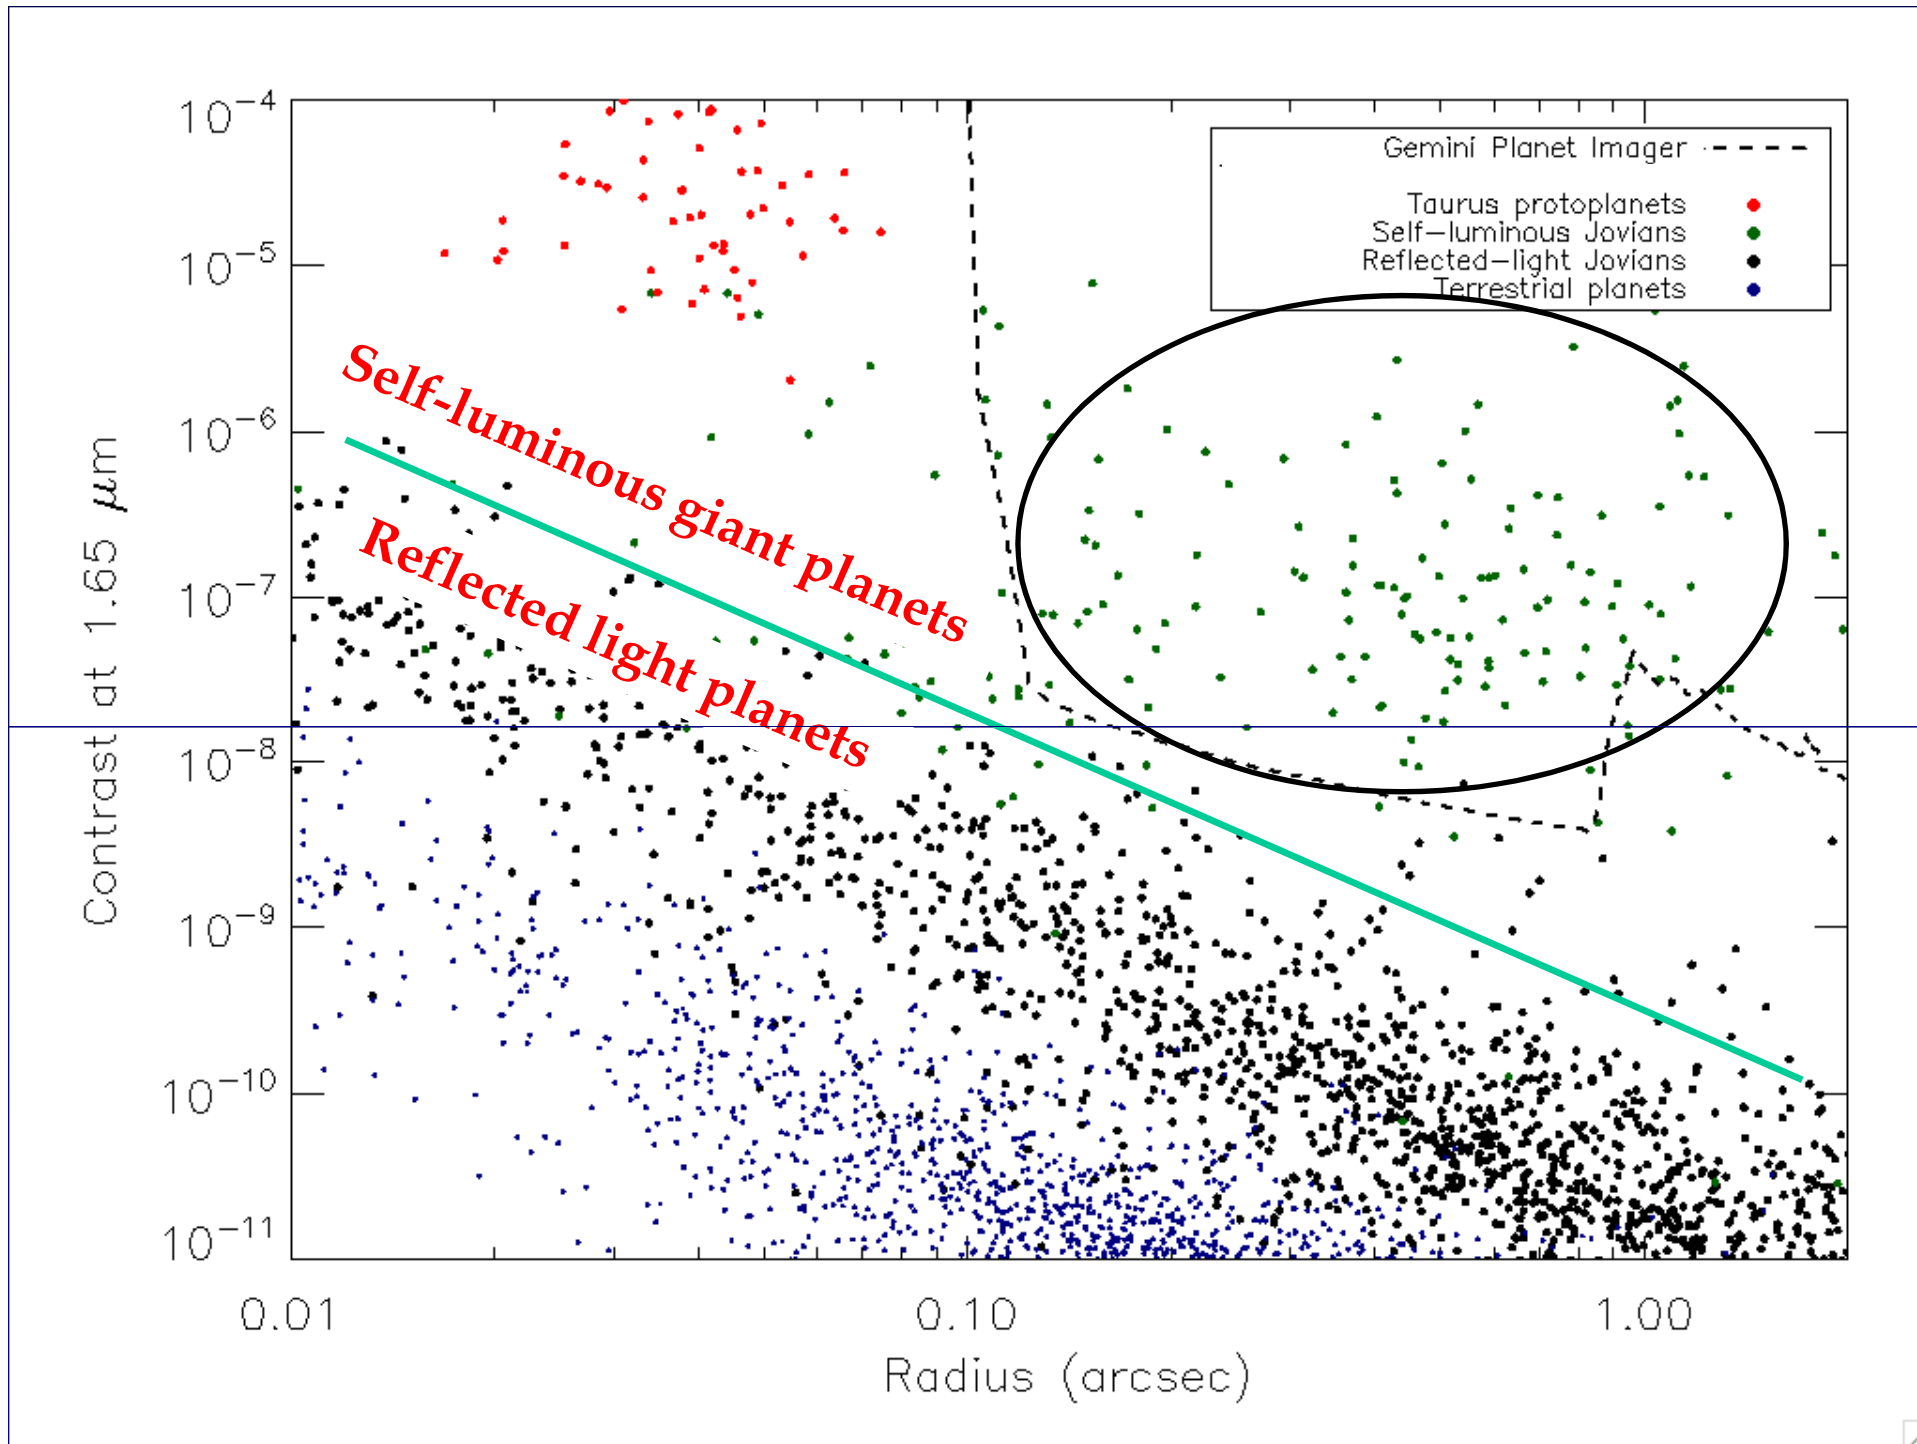 10−4
Gemini Planet Imager
Taurus protoplanets
Self−luminous Jovians
Reflected−light Jovians
Terrestrial planets
10−5
10−6
10−7
10−8
10−9
10−10
10−11
Contrast at 1.65 μm
Self-luminous giant planets
Reflected light planets
0.01
0.10
1.00
Radius (arcsec)